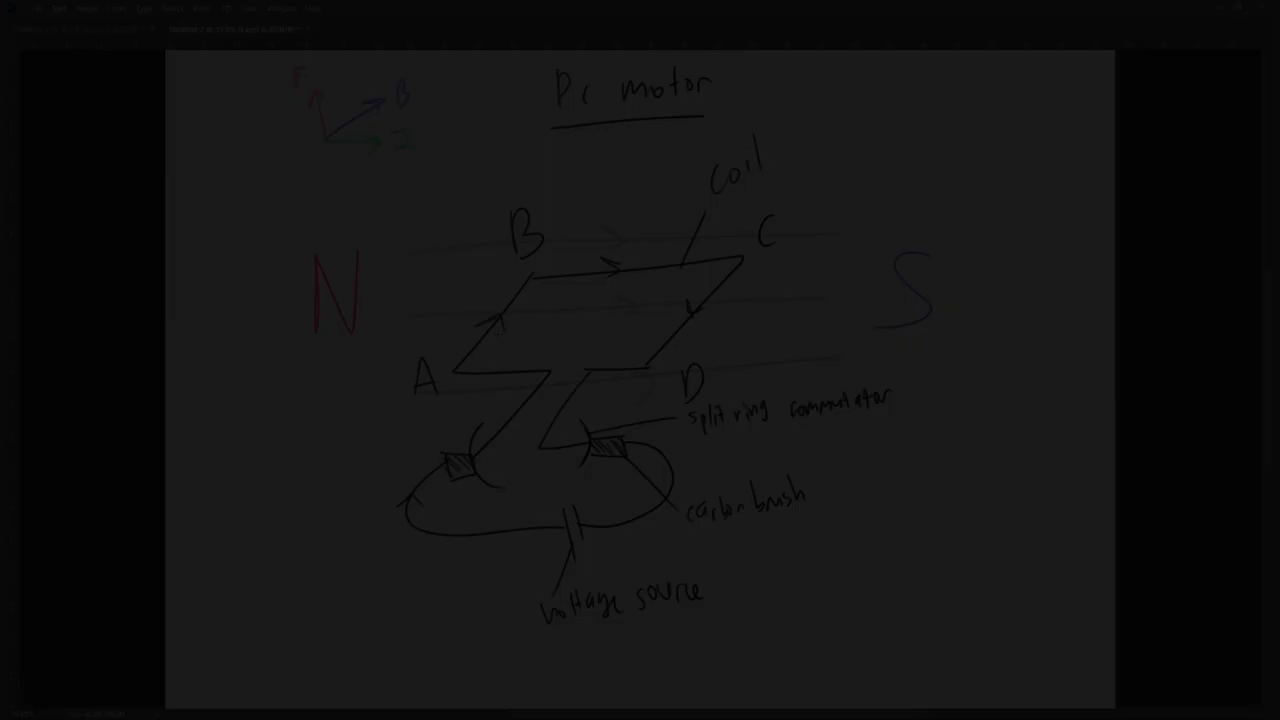 F
B
I
Dc motor
coil
B
C
N
S
A
D
split ring commutator
carbon brush
voltage source